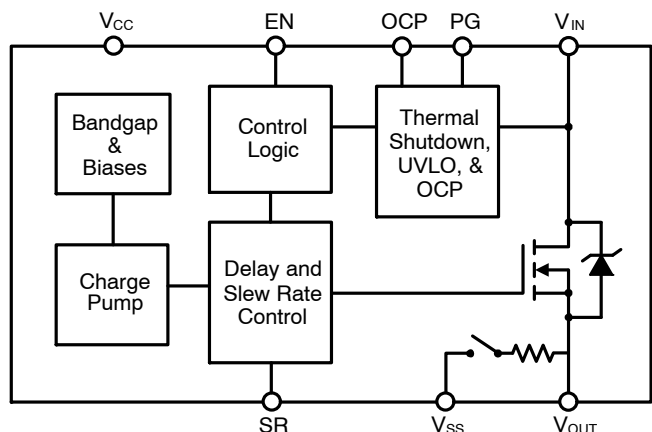 VCC
EN
OCP
PG
VIN
Bandgap
&
Biases
Control
Logic
Thermal
Shutdown,
UVLO, &
OCP
Charge
Pump
Delay and
Slew Rate
Control
SR
VSS
VOUT